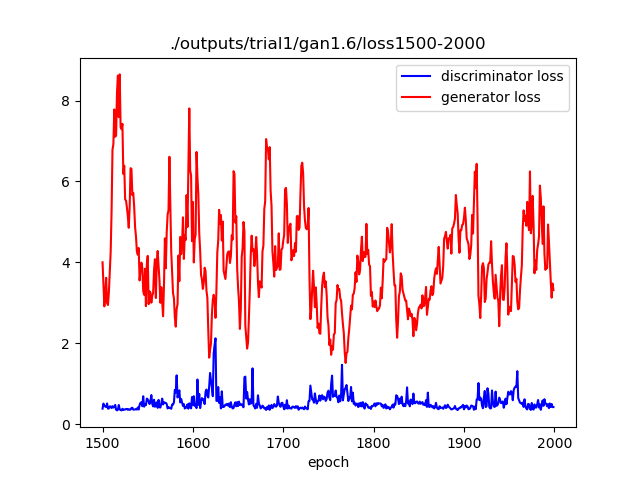 ./outputs/trial1/gan1.6/loss1500-2000
discriminator loss
generator loss
8
6
4
2
0
1500 1600 1700 1800 1900 2000
epoch